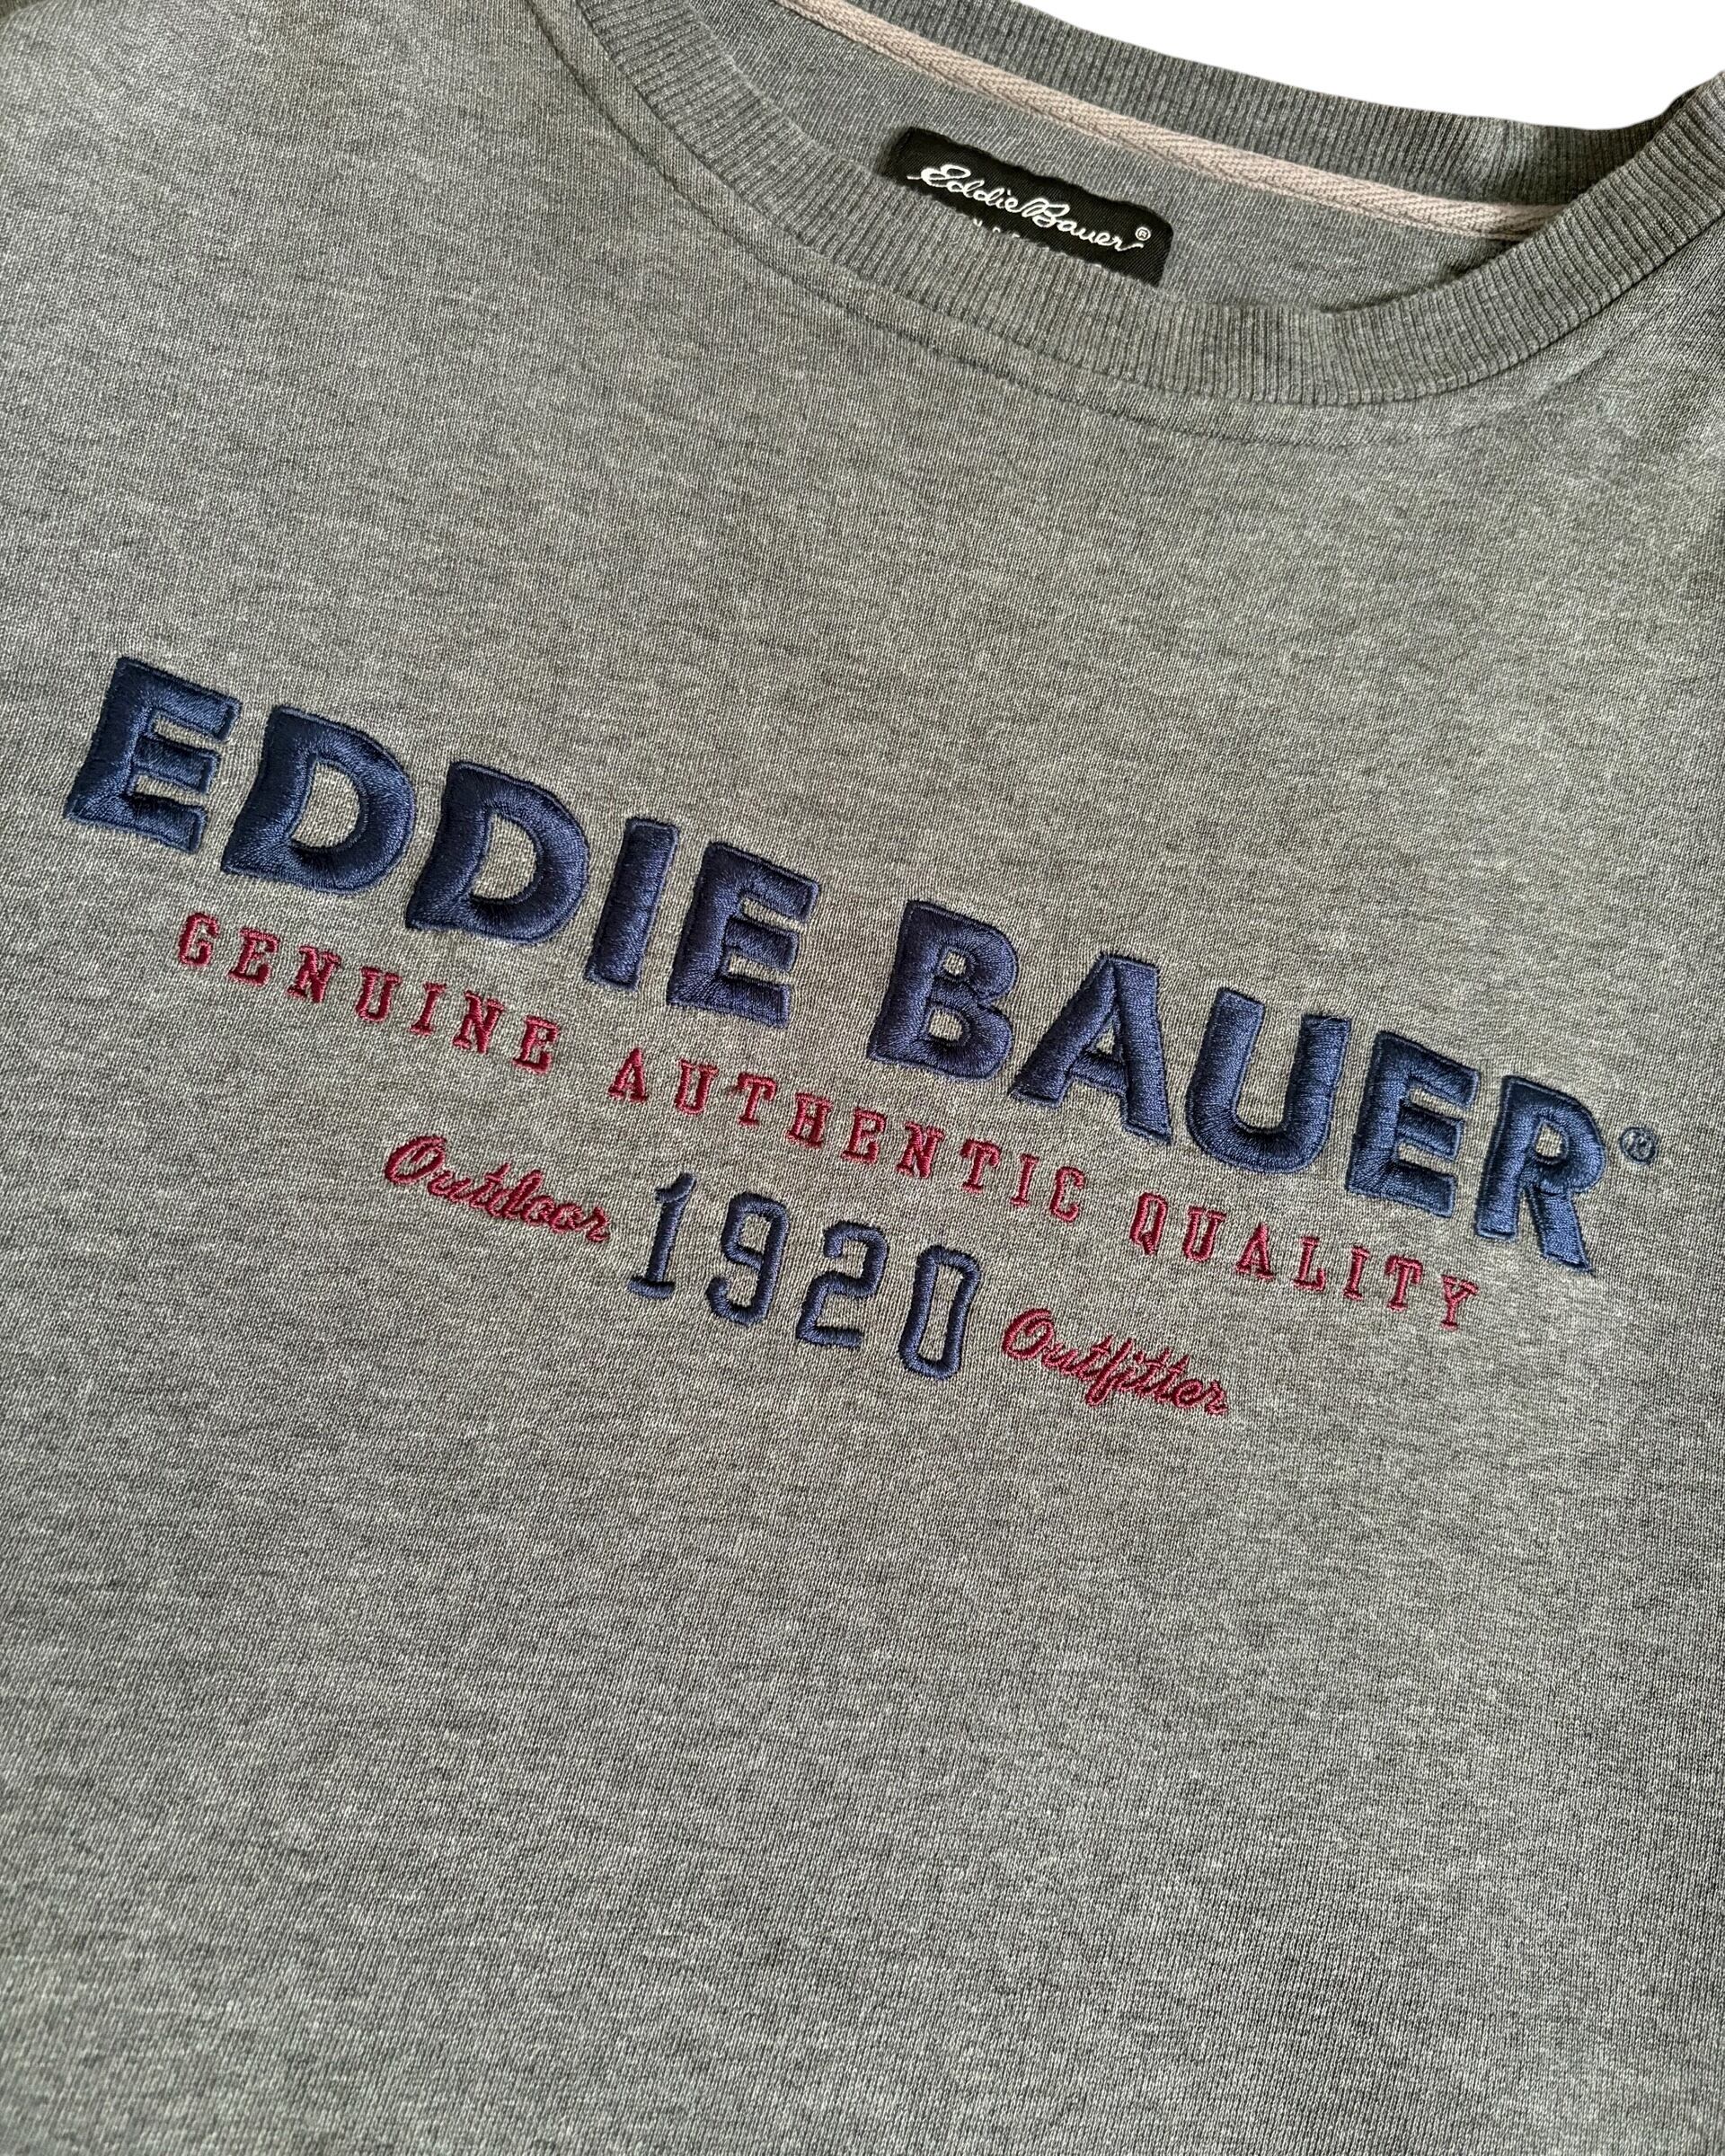 Eddie Bauer®
EDDIE BAUER®
GENUINE AUTHENTIC QUALITY
Outdoor 1920 Outfitter